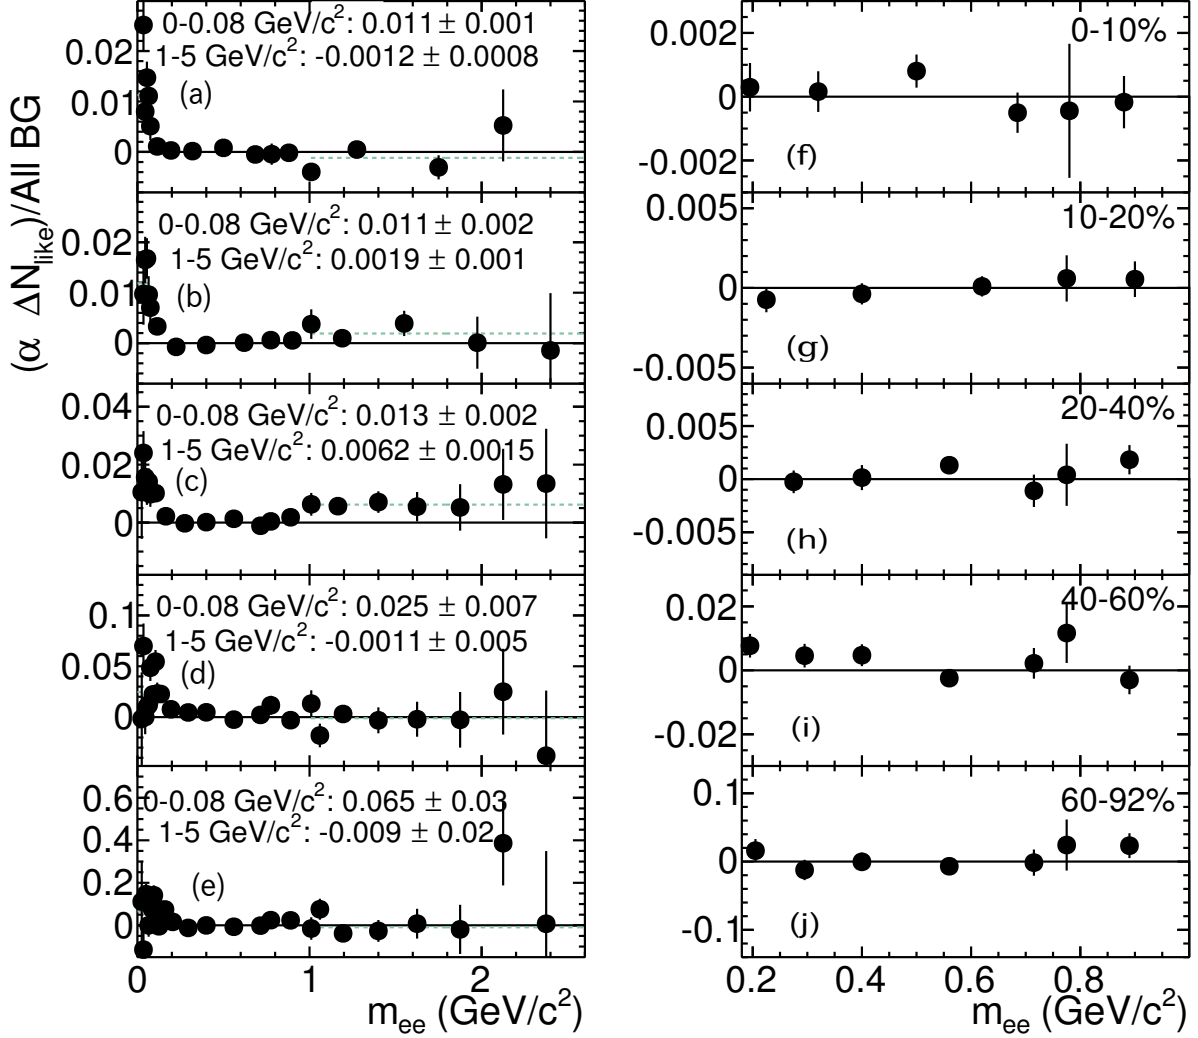 (α ΔN_like)/All BG
0-0.08 GeV/c²: 0.011 ± 0.001
1-5 GeV/c²: -0.0012 ± 0.0008
(a)
0.02
0.01
0
0-0.08 GeV/c²: 0.011 ± 0.002
1-5 GeV/c²: 0.0019 ± 0.001
(b)
0.02
0.01
0
0-0.08 GeV/c²: 0.013 ± 0.002
1-5 GeV/c²: 0.0062 ± 0.0015
(c)
0.04
0.02
0
0-0.08 GeV/c²: 0.025 ± 0.007
1-5 GeV/c²: -0.0011 ± 0.005
(d)
0.1
0.05
0
0-0.08 GeV/c²: 0.065 ± 0.03
1-5 GeV/c²: -0.009 ± 0.02
(e)
0.6
0.4
0.2
0
0 1 2
m_ee (GeV/c²)
0-10%
0.002
0
-0.002
(f)
10-20%
0.005
0
-0.005
(g)
20-40%
0.005
0
-0.005
(h)
40-60%
0.02
0
-0.02
(i)
60-92%
0.1
0
-0.1
(j)
0.2 0.4 0.6 0.8
m_ee (GeV/c²)